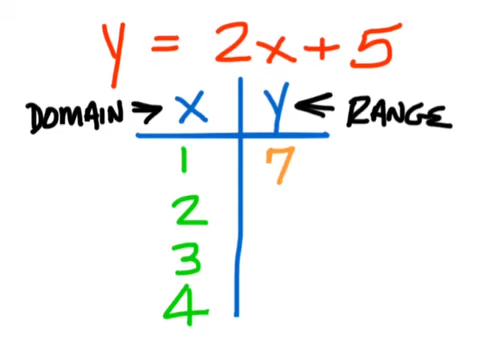 y = 2x + 5
DOMAIN → X Y ← RANGE
1 7
2
3
4